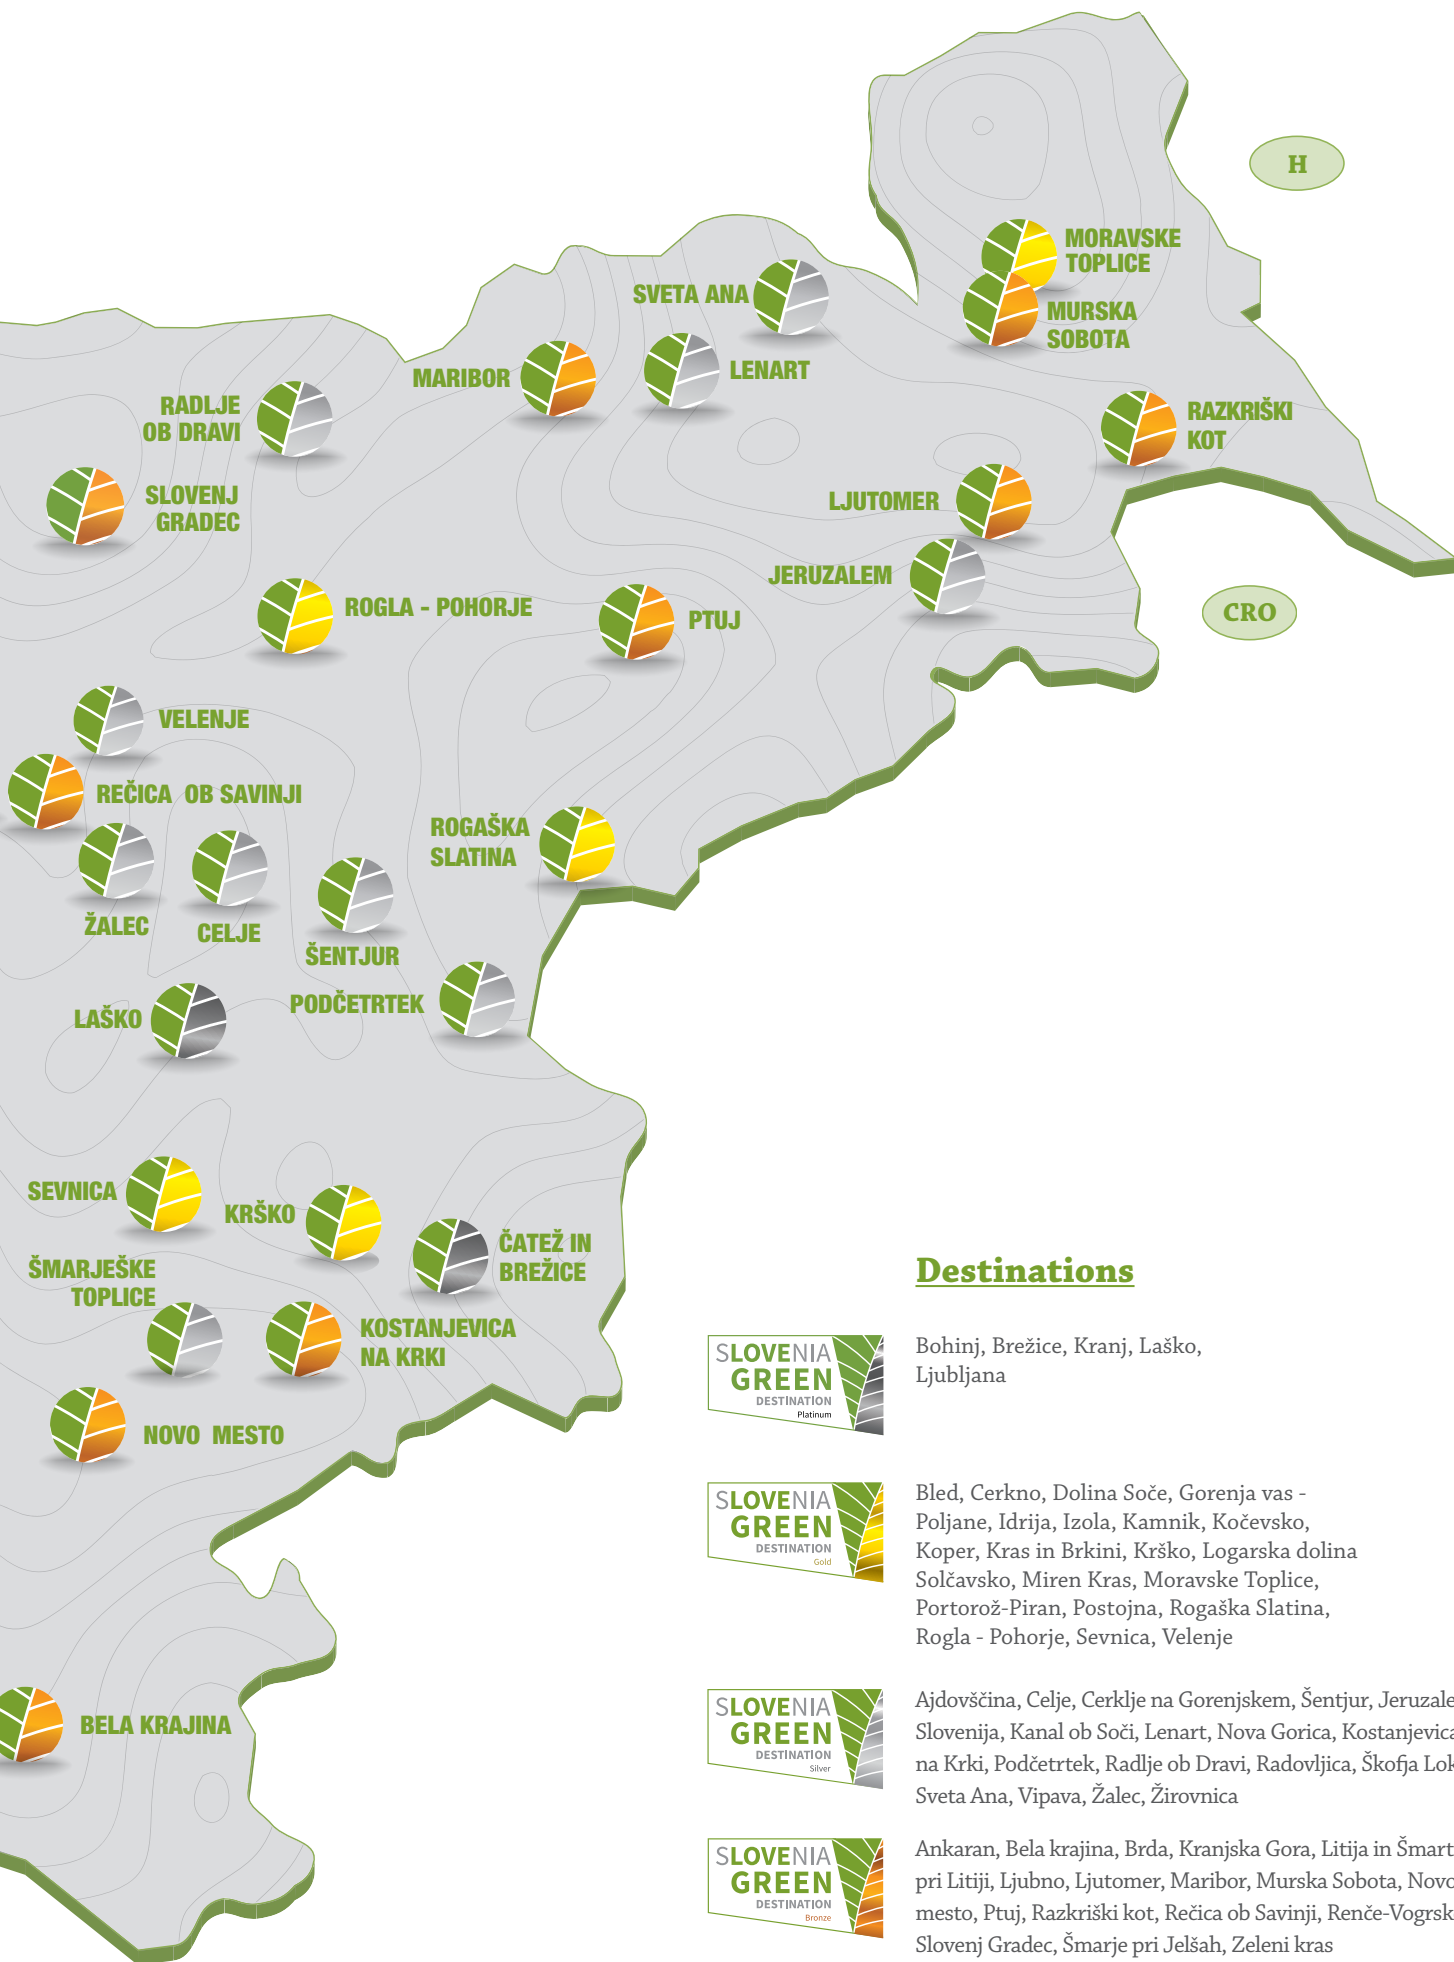 H
MORAVSKE
TOPLICE
SVETA ANA
MURSKA
SOBOTA
MARIBOR
LENART
RADLJE
OB DRAVI
RAZKRIŠKI
KOT
SLOVENJ
GRADEC
LJUTOMER
JERUZALEM
ROGLA - POHORJE
PTUJ
CRO
VELENJE
REČICA OB SAVINJI
ROGAŠKA
SLATINA
ŽALEC
CELJE
ŠENTJUR
PODČETRTEK
LAŠKO
SEVNICA
KRŠKO
ČATEŽ IN
BREŽICE
ŠMARJEŠKE
TOPLICE
KOSTANJEVICA
NA KRKI
NOVO MESTO
BELA KRAJINA
Destinations
SLOVENIA
GREEN
DESTINATION
Platinum
Bohinj, Brežice, Kranj, Laško,
Ljubljana
SLOVENIA
GREEN
DESTINATION
Gold
Bled, Cerkno, Dolina Soče, Gorenja vas -
Poljane, Idrija, Izola, Kamnik, Kočevsko,
Koper, Kras in Brkini, Krško, Logarska dolina
Solčavsko, Miren Kras, Moravske Toplice,
Portorož-Piran, Postojna, Rogaška Slatina,
Rogla - Pohorje, Sevnica, Velenje
SLOVENIA
GREEN
DESTINATION
Silver
Ajdovščina, Celje, Cerklje na Gorenjskem, Šentjur, Jeruzale
Slovenija, Kanal ob Soči, Lenart, Nova Gorica, Kostanjevica
na Krki, Podčetrtek, Radlje ob Dravi, Radovljica, Škofja Lok
Sveta Ana, Vipava, Žalec, Žirovnica
SLOVENIA
GREEN
DESTINATION
Bronze
Ankaran, Bela krajina, Brda, Kranjska Gora, Litija in Šmart
pri Litiji, Ljubno, Ljutomer, Maribor, Murska Sobota, Novo
mesto, Ptuj, Razkriški kot, Rečica ob Savinji, Renče-Vogrsk
Slovenj Gradec, Šmarje pri Jelšah, Zeleni kras